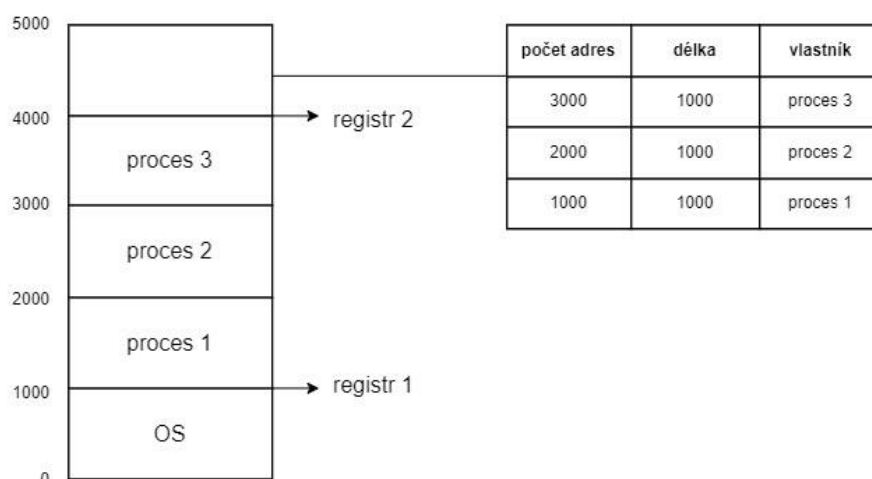 5000
4000
registr 2
proces 3
3000
proces 2
2000
proces 1
1000
registr 1
OS
0
počet adres délka vlastník
3000 1000 proces 3
2000 1000 proces 2
1000 1000 proces 1